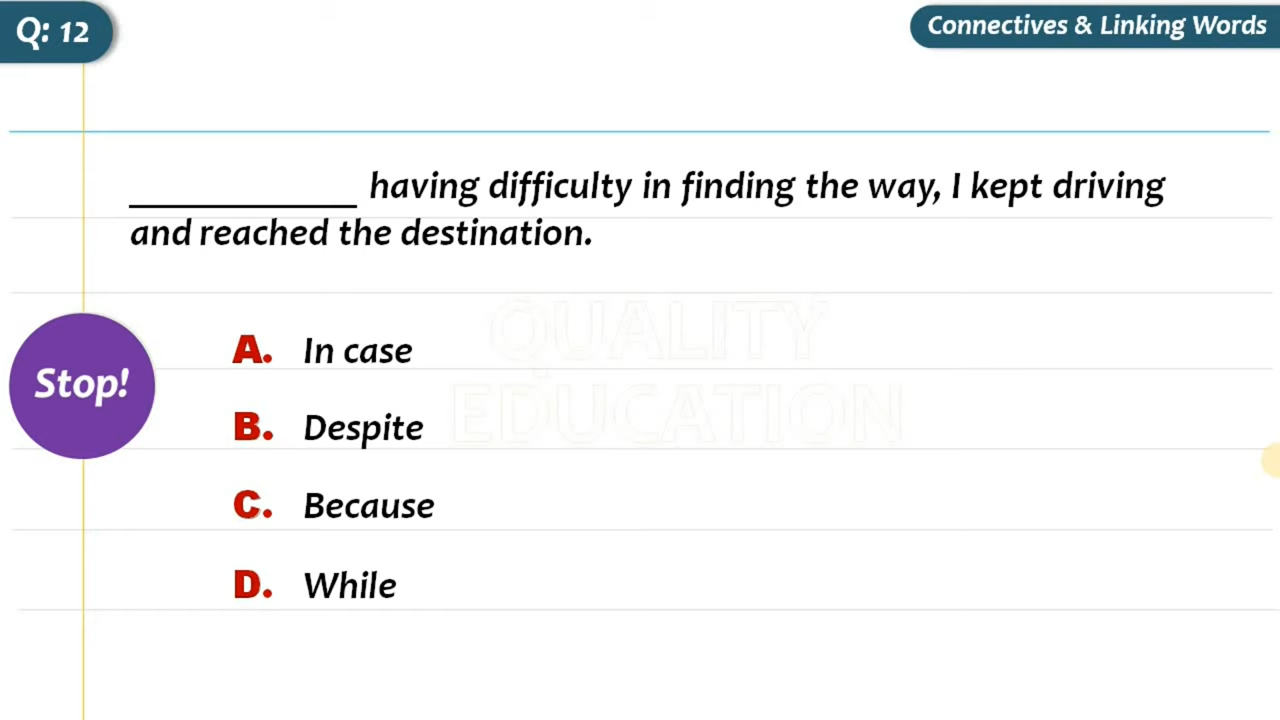 Q: 12
Connectives & Linking Words
____________ having difficulty in finding the way, I kept driving
and reached the destination.
QUALITY
EDUCATION
Stop!
A. In case
B. Despite
C. Because
D. While